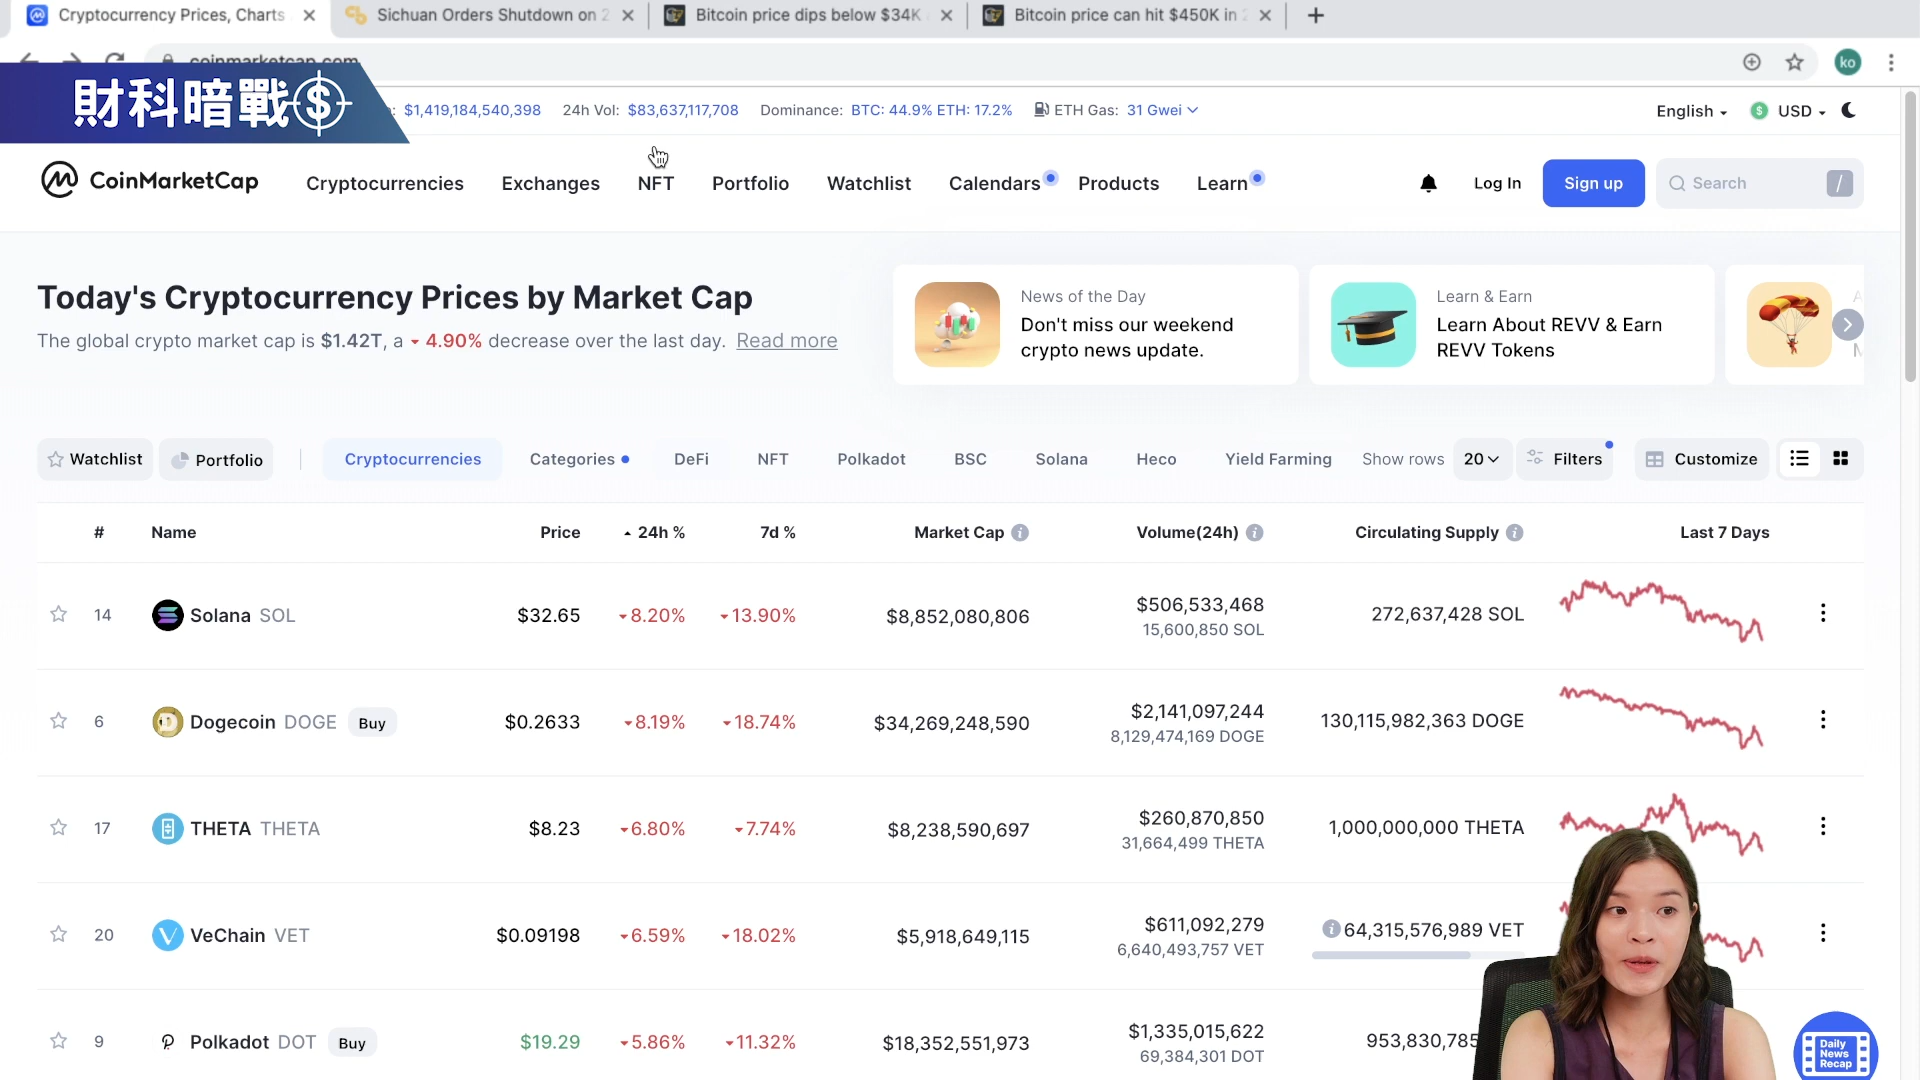 Cryptocurrency Prices, Charts
Sichuan Orders Shutdown on 2
Bitcoin price dips below $34K
Bitcoin price can hit $450K in 2
coinmarketcap.com
ko
財科暗戰$
$1,419,184,540,398 24h Vol: $83,637,117,708 Dominance: BTC: 44.9% ETH: 17.2% ETH Gas: 31 Gwei
English $ USD
CoinMarketCap
Cryptocurrencies Exchanges NFT Portfolio Watchlist Calendars Products Learn
Log In Sign up Search /
Today's Cryptocurrency Prices by Market Cap
The global crypto market cap is $1.42T, a 4.90% decrease over the last day. Read more
News of the Day
Don't miss our weekend
crypto news update.
Learn & Earn
Learn About REVV & Earn
REVV Tokens
Watchlist Portfolio Cryptocurrencies Categories DeFi NFT Polkadot BSC Solana Heco Yield Farming Show rows 20 Filters Customize
# Name Price 24h % 7d % Market Cap Volume(24h) Circulating Supply Last 7 Days
14 Solana SOL $32.65 8.20% 13.90% $8,852,080,806 $506,533,468 272,637,428 SOL
15,600,850 SOL
6 Dogecoin DOGE Buy $0.2633 8.19% 18.74% $34,269,248,590 $2,141,097,244 130,115,982,363 DOGE
8,129,474,169 DOGE
17 THETA THETA $8.23 6.80% 7.74% $8,238,590,697 $260,870,850 1,000,000,000 THETA
31,664,499 THETA
20 VeChain VET $0.09198 6.59% 18.02% $5,918,649,115 $611,092,279 64,315,576,989 VET
6,640,493,757 VET
9 Polkadot DOT Buy $19.29 5.86% 11.32% $18,352,551,973 $1,335,015,622 953,830,785
69,384,301 DOT
Daily
News
Recap